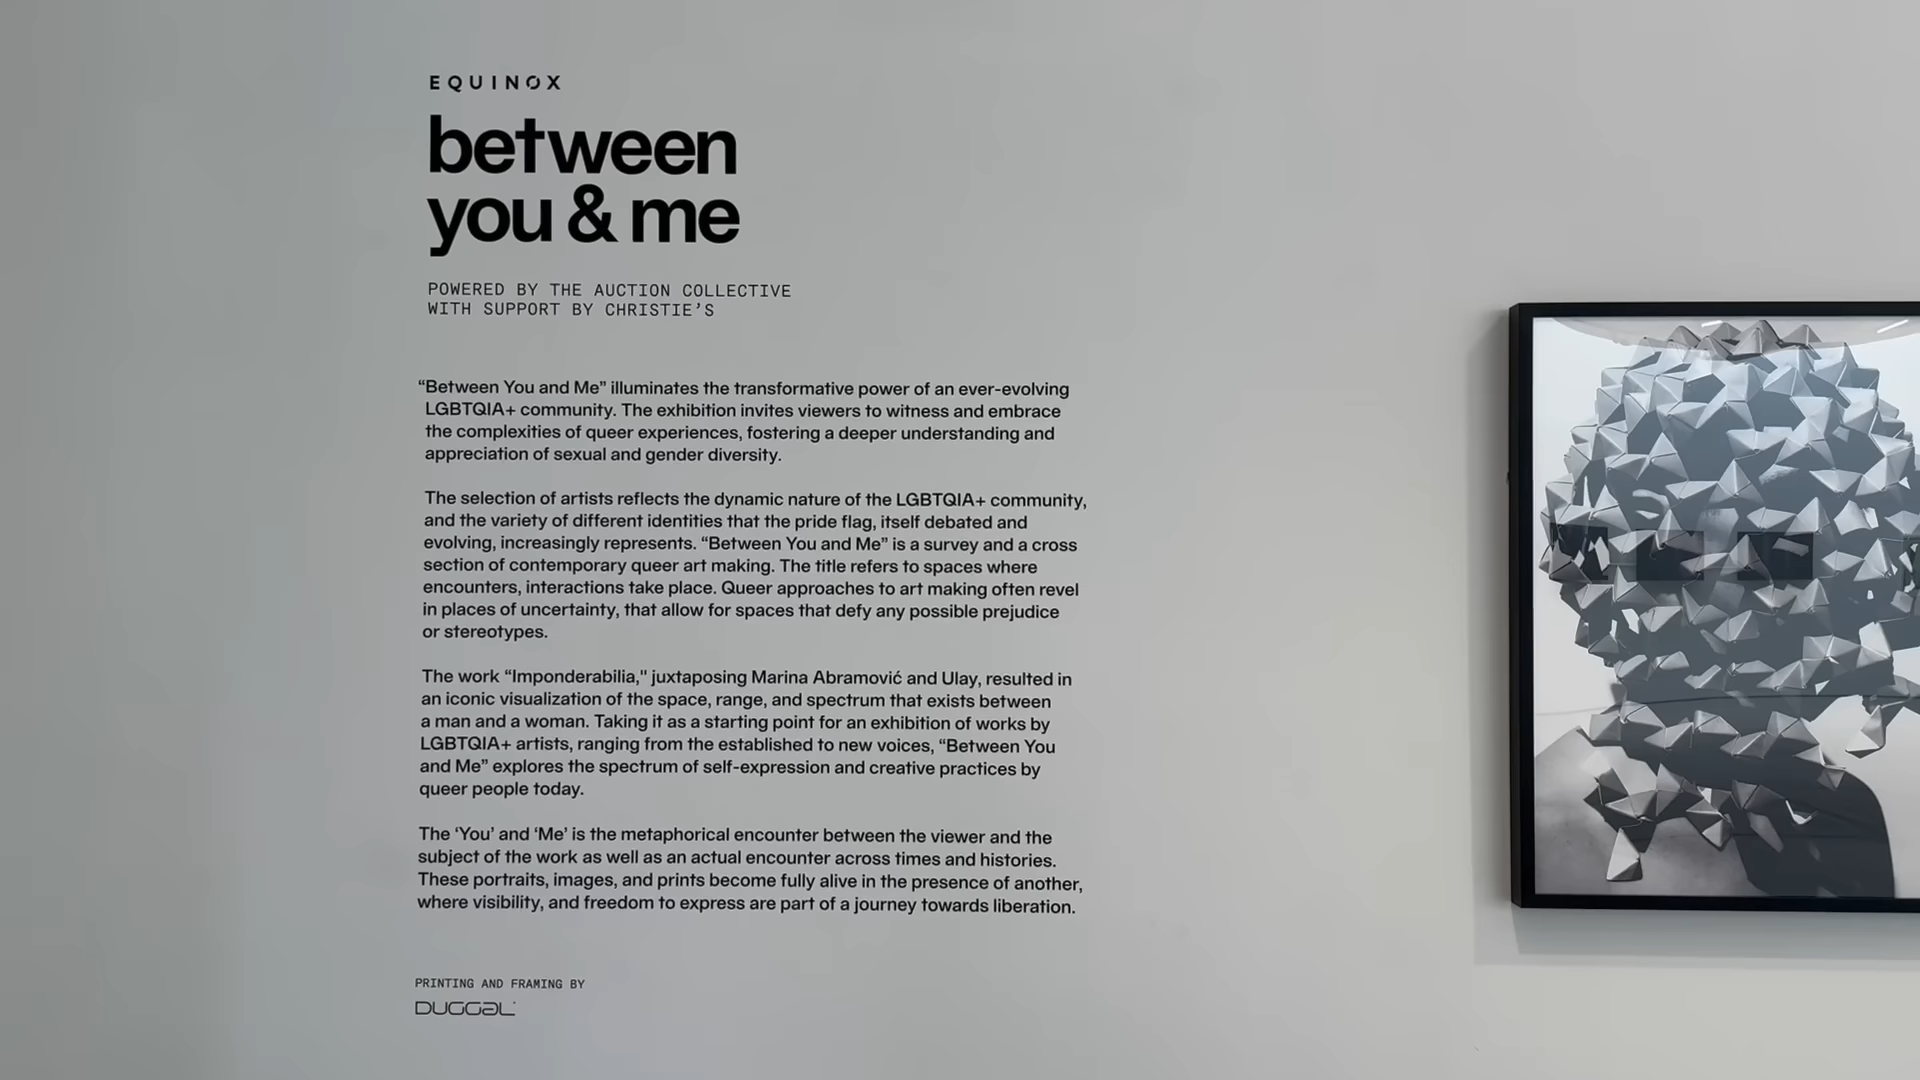 EQUINOX
between
you & me
POWERED BY THE AUCTION COLLECTIVE
WITH SUPPORT BY CHRISTIE’S
“Between You and Me” illuminates the transformative power of an ever-evolving
LGBTQIA+ community. The exhibition invites viewers to witness and embrace
the complexities of queer experiences, fostering a deeper understanding and
appreciation of sexual and gender diversity.
The selection of artists reflects the dynamic nature of the LGBTQIA+ community,
and the variety of different identities that the pride flag, itself debated and
evolving, increasingly represents. “Between You and Me” is a survey and a cross
section of contemporary queer art making. The title refers to spaces where
encounters, interactions take place. Queer approaches to art making often revel
in places of uncertainty, that allow for spaces that defy any possible prejudice
or stereotypes.
The work “Imponderabilia," juxtaposing Marina Abramović and Ulay, resulted in
an iconic visualization of the space, range, and spectrum that exists between
a man and a woman. Taking it as a starting point for an exhibition of works by
LGBTQIA+ artists, ranging from the established to new voices, “Between You
and Me” explores the spectrum of self-expression and creative practices by
queer people today.
The ‘You’ and ‘Me’ is the metaphorical encounter between the viewer and the
subject of the work as well as an actual encounter across times and histories.
These portraits, images, and prints become fully alive in the presence of another,
where visibility, and freedom to express are part of a journey towards liberation.
PRINTING AND FRAMING BY
DUGGAL